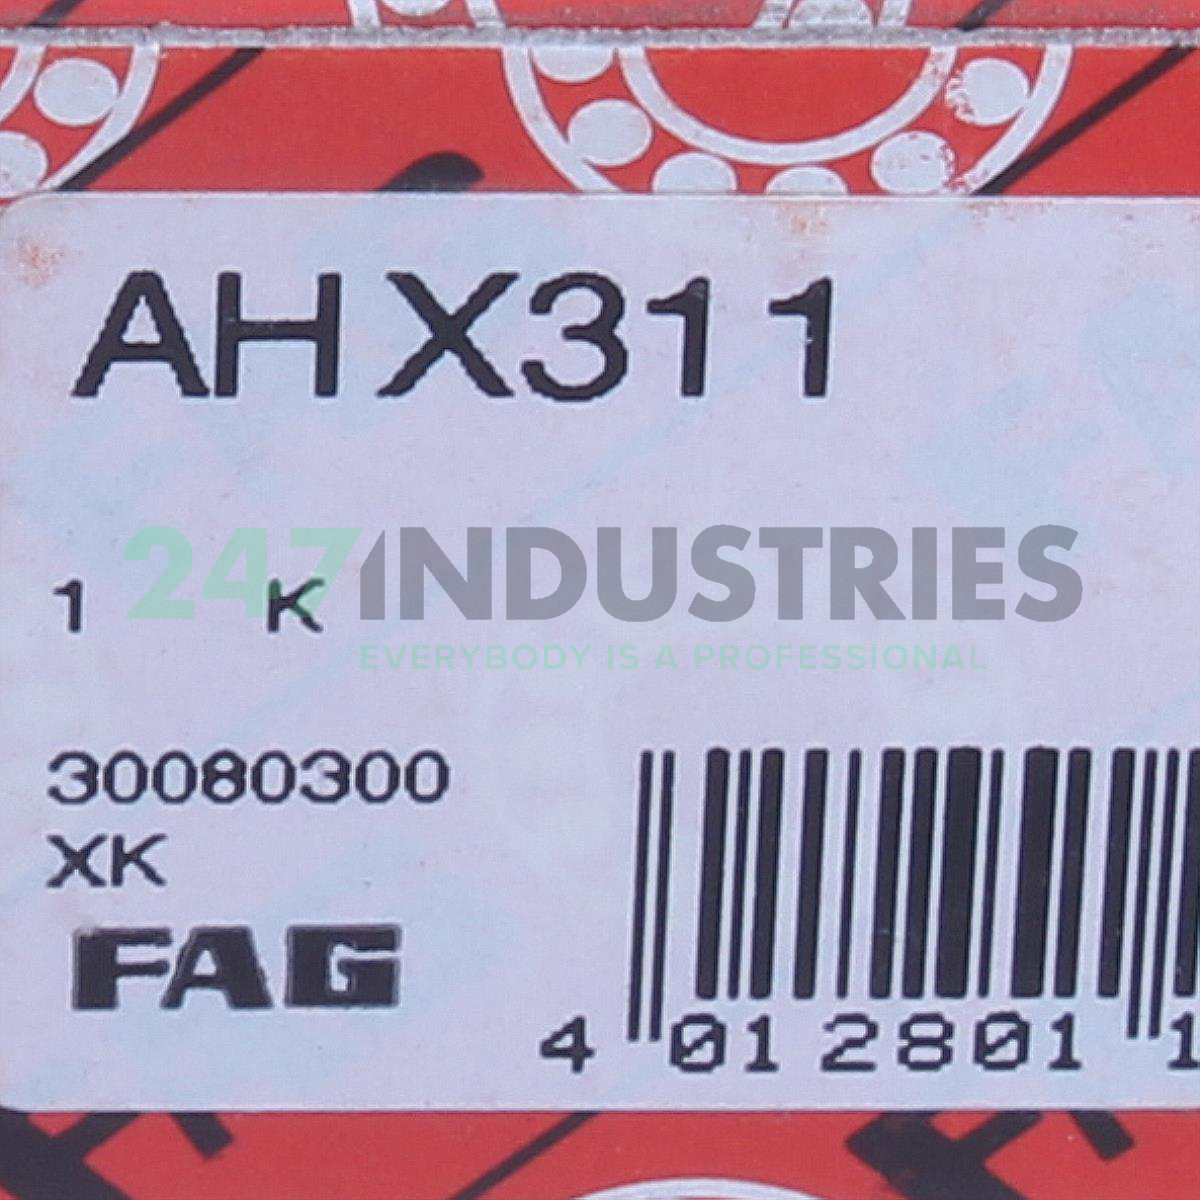 AH X311
247INDUSTRIES
1 K
EVERYBODY IS A PROFESSIONAL
30080300
XK
FAG
4 012801 1